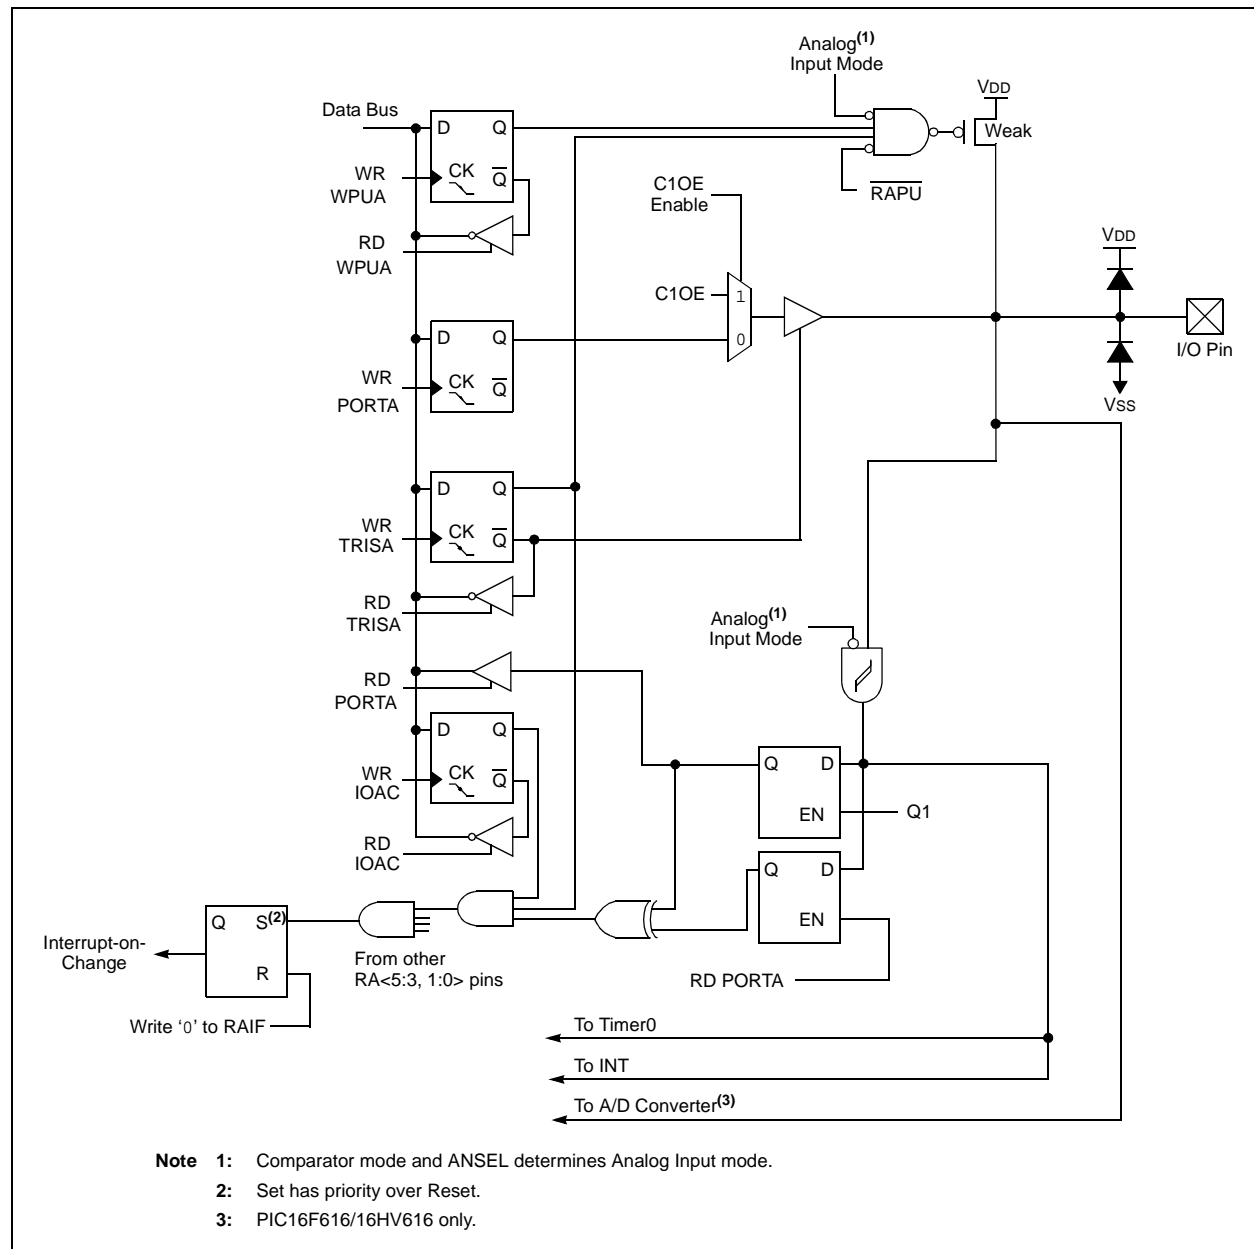 Analog(1)
Input Mode
VDD
Data Bus
D Q
Weak
WR
WPUA
CK Q
RAPU
C1OE
Enable
RD
WPUA
VDD
C1OE
1
D Q
0
I/O Pin
WR
PORTA
CK Q
VSS
D Q
WR
TRISA
CK Q
RD
TRISA
Analog(1)
Input Mode
RD
PORTA
D Q
Q D
WR
IOAC
CK Q
EN
Q1
RD
IOAC
Q D
Q S(2)
EN
Interrupt-on-
Change
From other
RA<5:3, 1:0> pins
R
RD PORTA
Write ‘0’ to RAIF
To Timer0
To INT
To A/D Converter(3)
Note 1: Comparator mode and ANSEL determines Analog Input mode.
2: Set has priority over Reset.
3: PIC16F616/16HV616 only.